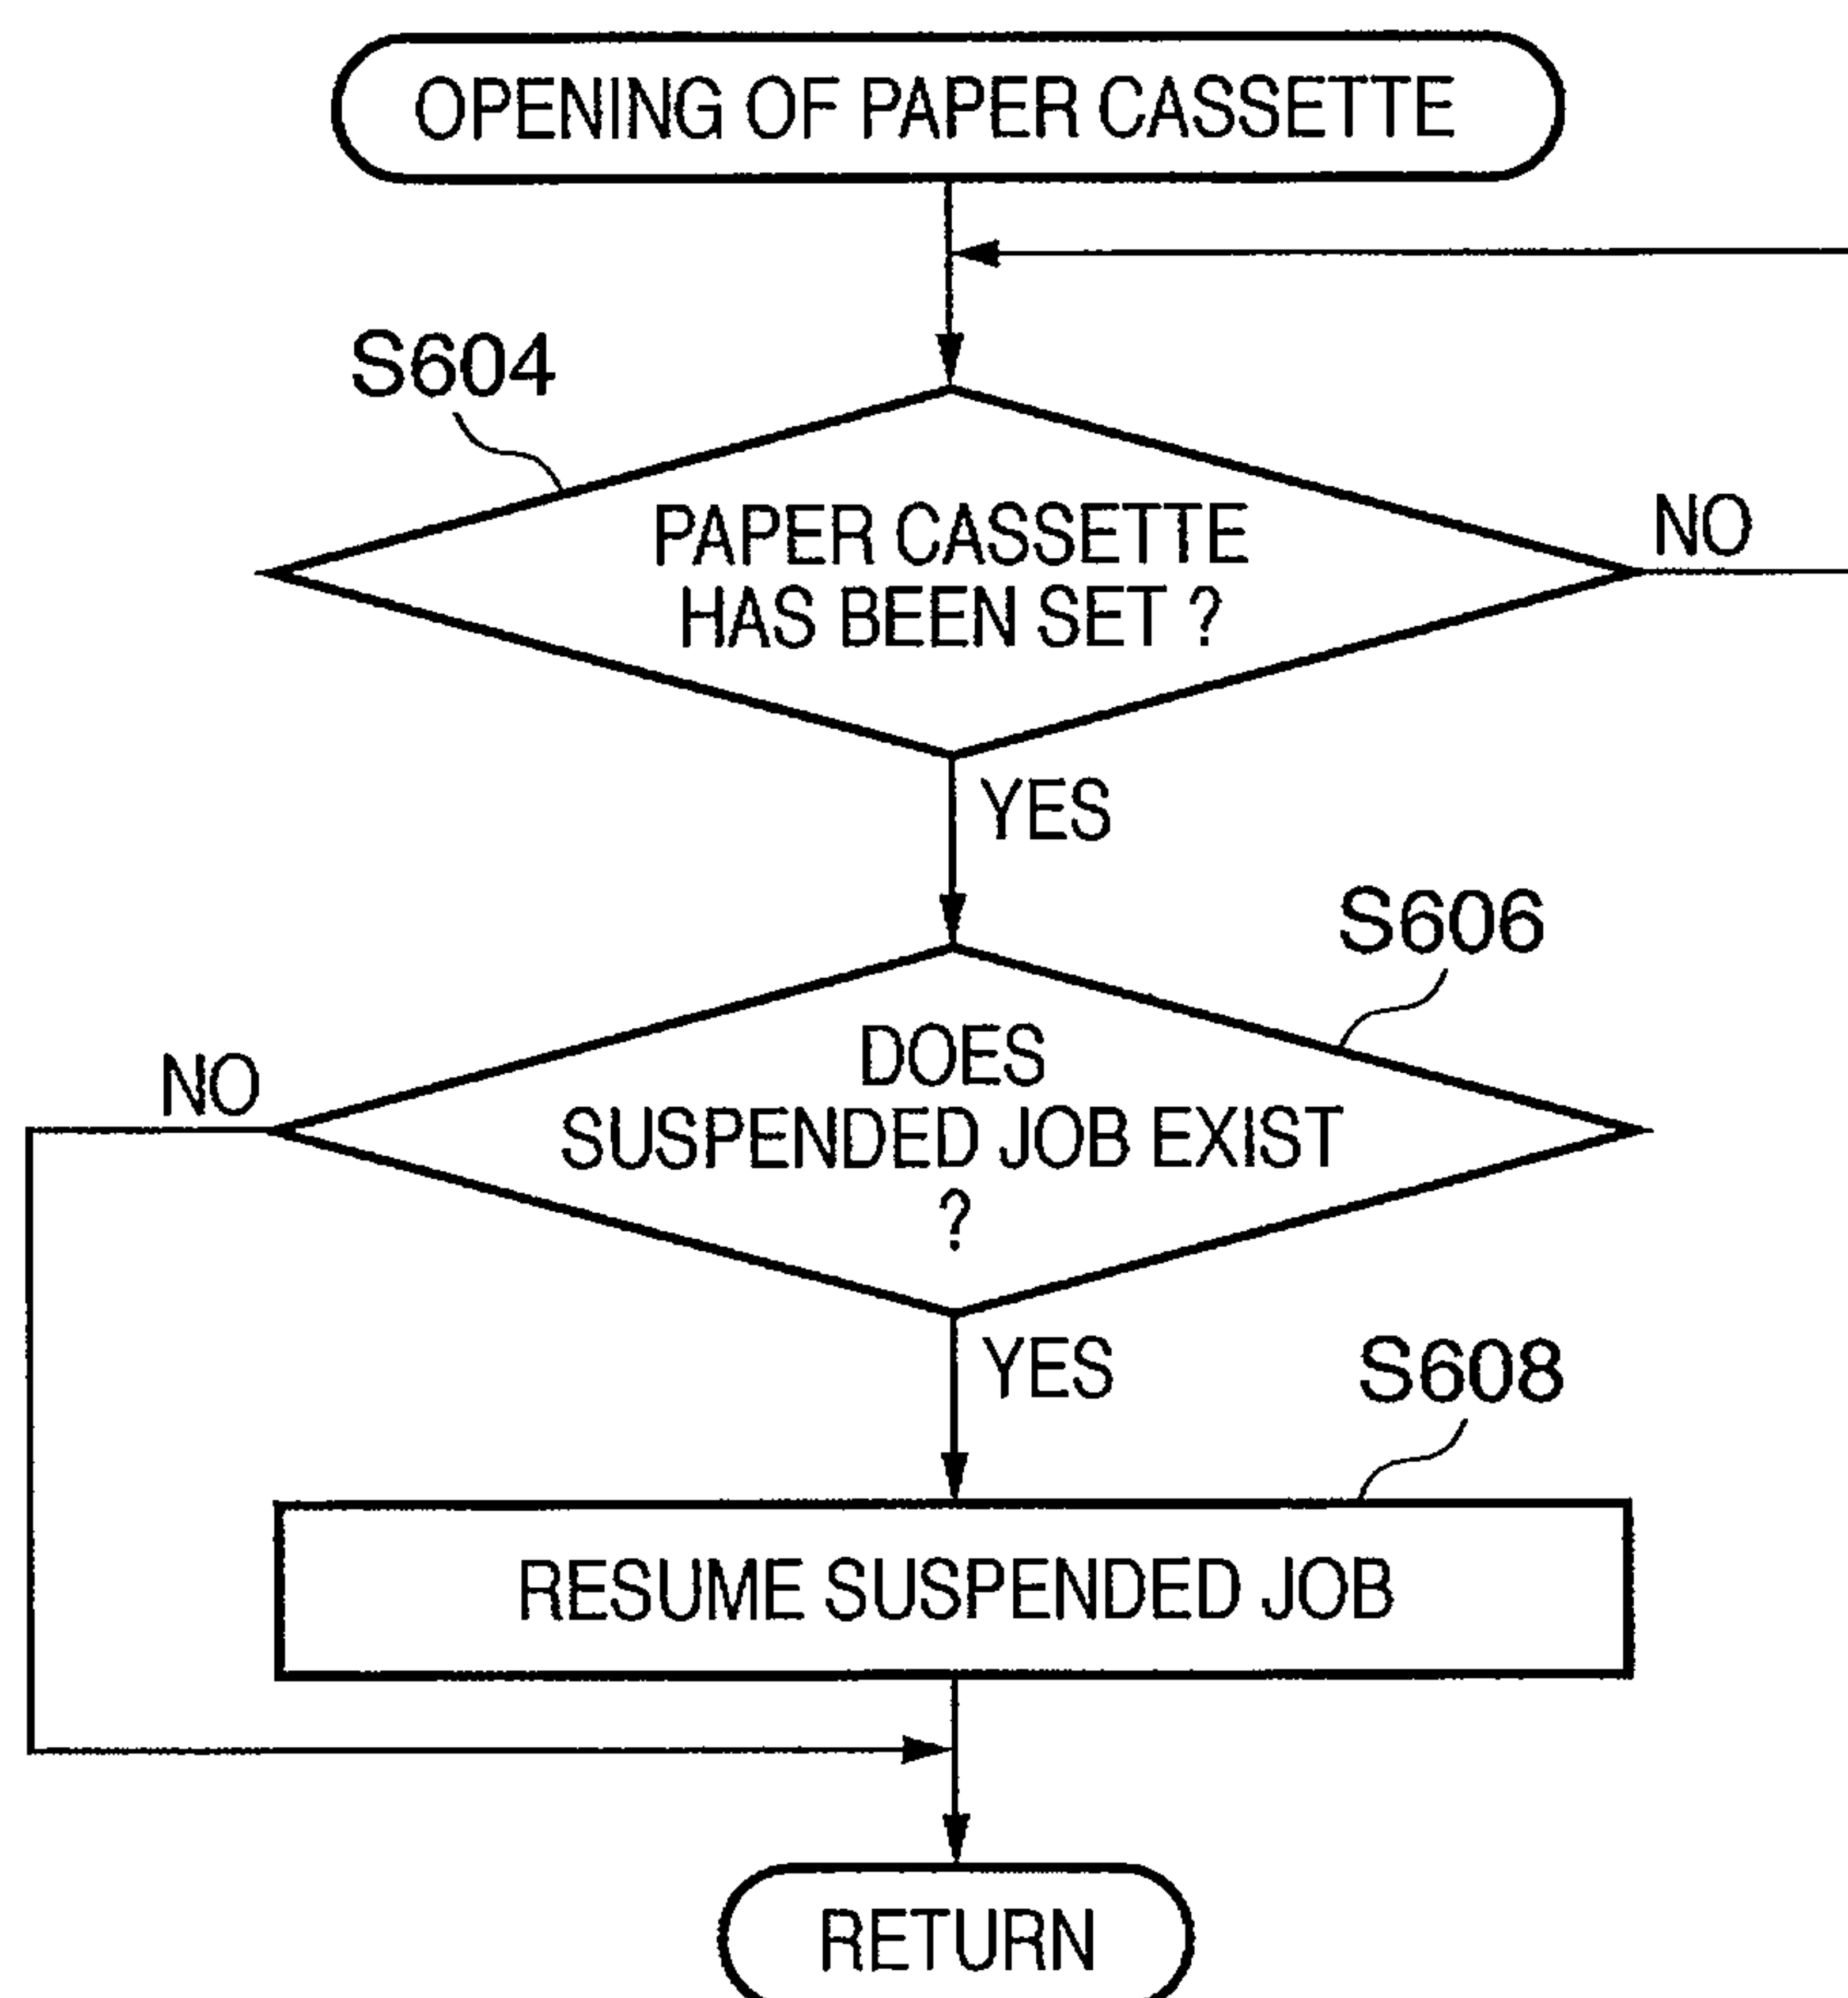 OPENING OF PAPER CASSETTE
S604
PAPER CASSETTE
HAS BEEN SET ?
NO
YES
S606
DOES
SUSPENDED JOB EXIST
?
NO
YES
S608
RESUME SUSPENDED JOB
RETURN